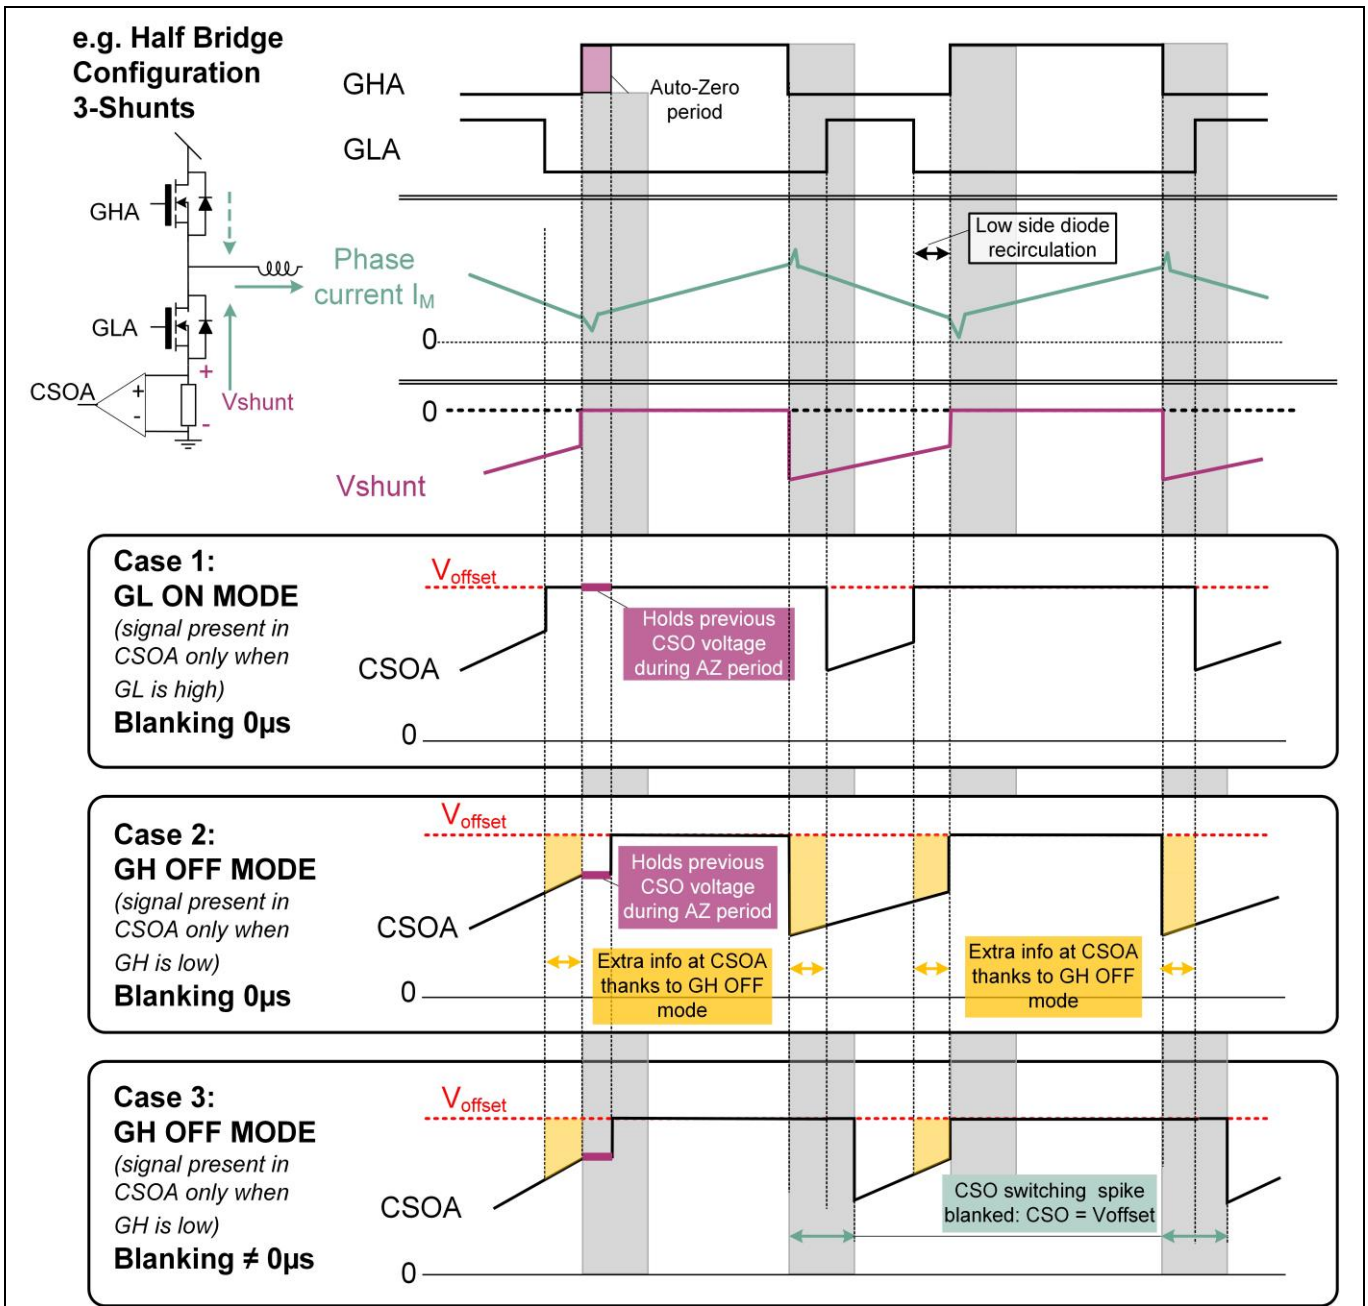 e.g. Half Bridge
Configuration
3-Shunts
GHA
Auto-Zero
period
GLA
GHA
Low side diode
recirculation
Phase
current IM
GLA
0
+
CSOA
+
-
Vshunt
-
0
Vshunt
Case 1:
GL ON MODE
(signal present in
CSOA only when
GL is high)
Blanking 0µs
Voffset
Holds previous
CSO voltage
during AZ period
CSOA
0
Case 2:
GH OFF MODE
(signal present in
CSOA only when
GH is low)
Blanking 0µs
Voffset
Holds previous
CSO voltage
during AZ period
CSOA
Extra info at CSOA
thanks to GH OFF
mode
Extra info at CSOA
thanks to GH OFF
mode
0
Case 3:
GH OFF MODE
(signal present in
CSOA only when
GH is low)
Blanking ≠ 0µs
Voffset
CSOA
CSO switching spike
blanked: CSO = Voffset
0